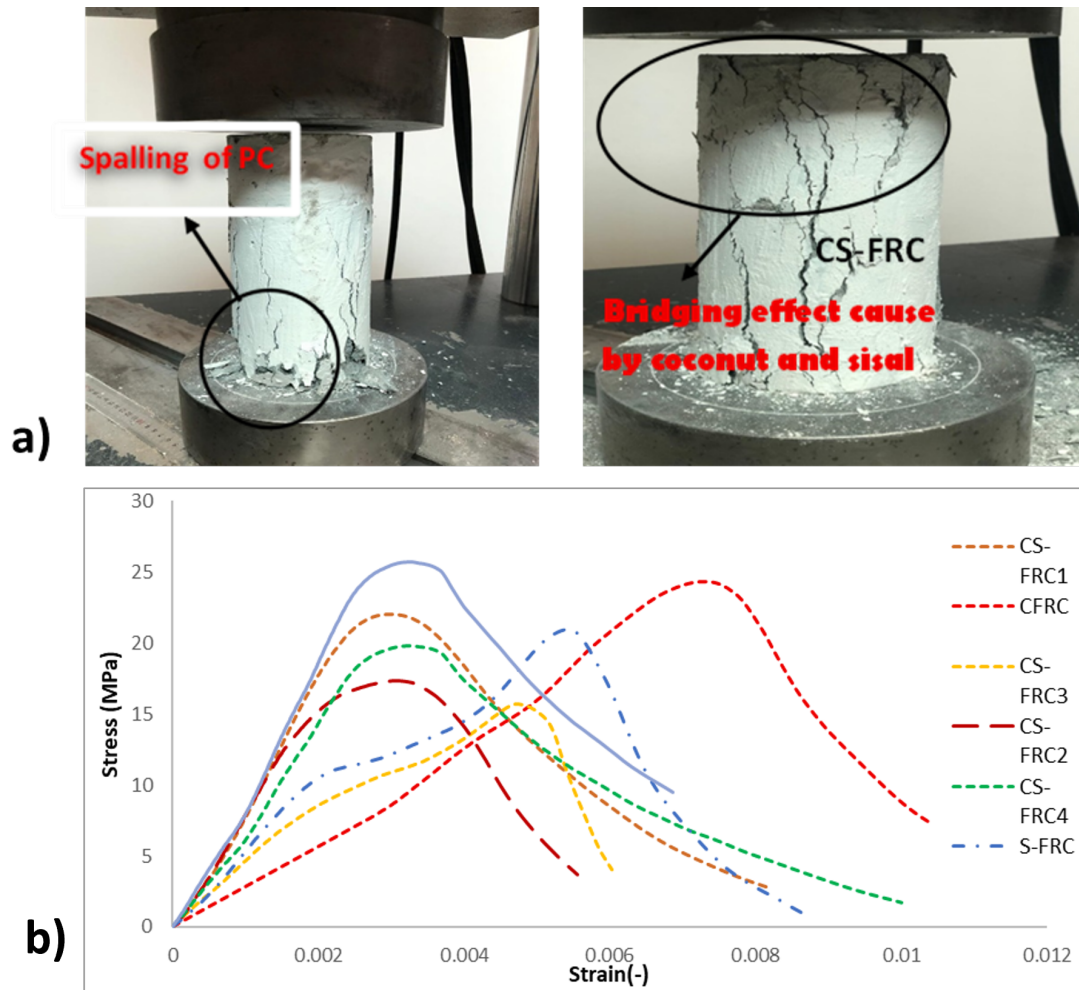 Spalling of PC
CS-FRC
Bridging effect cause
by coconut and sisal
a)
30
25
20
15
10
5
0
Stress (MPa)
0
0.002
0.004
0.006
0.008
0.01
0.012
Strain(-)
CS-
FRC1
CFRC
CS-
FRC3
CS-
FRC2
CS-
FRC4
S-FRC
b)